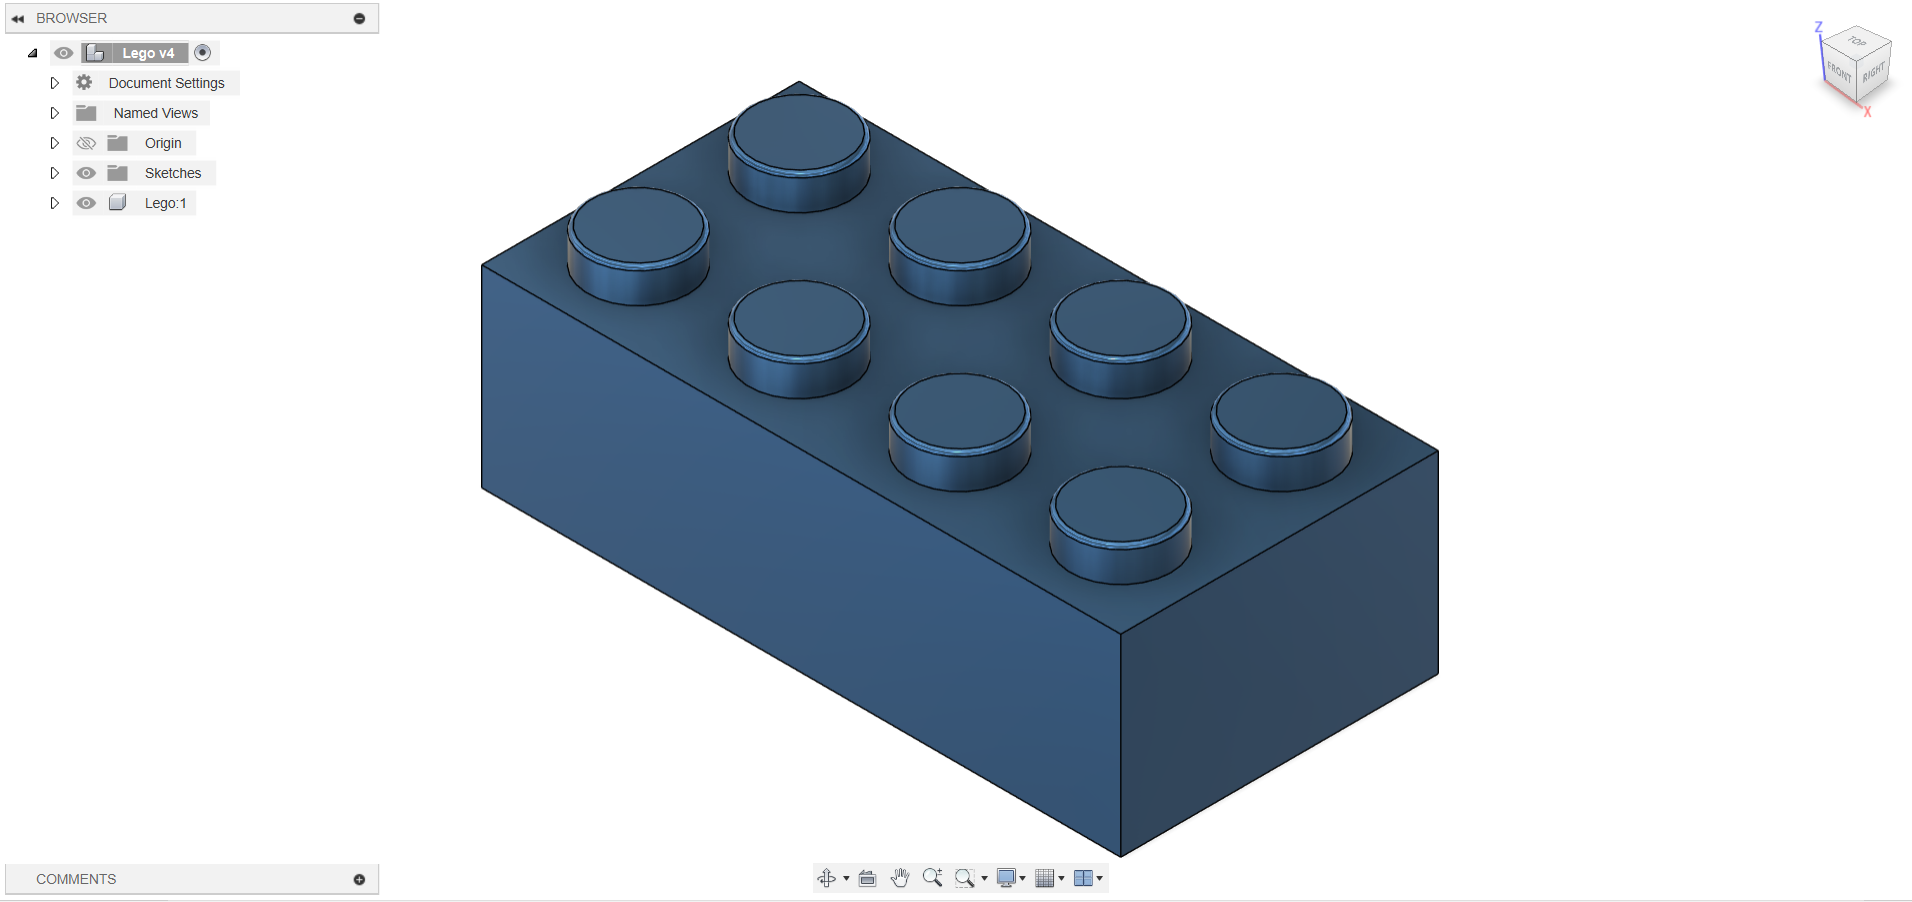 BROWSER
Lego v4
Document Settings
Named Views
Origin
Sketches
Lego:1
COMMENTS
Z
TOP
FRONT
RIGHT
X